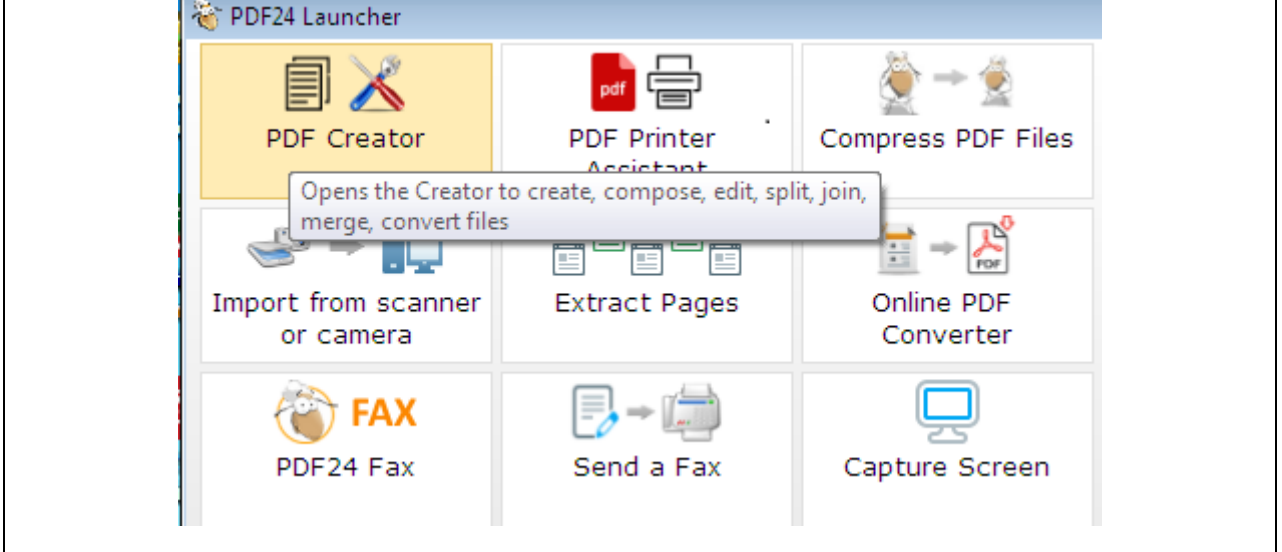 PDF24 Launcher
pdf
PDF Creator
PDF Printer
Assistant
Compress PDF Files
Opens the Creator to create, compose, edit, split, join,
merge, convert files
Import from scanner
or camera
Extract Pages
PDF
Online PDF
Converter
FAX
PDF24 Fax
Send a Fax
Capture Screen